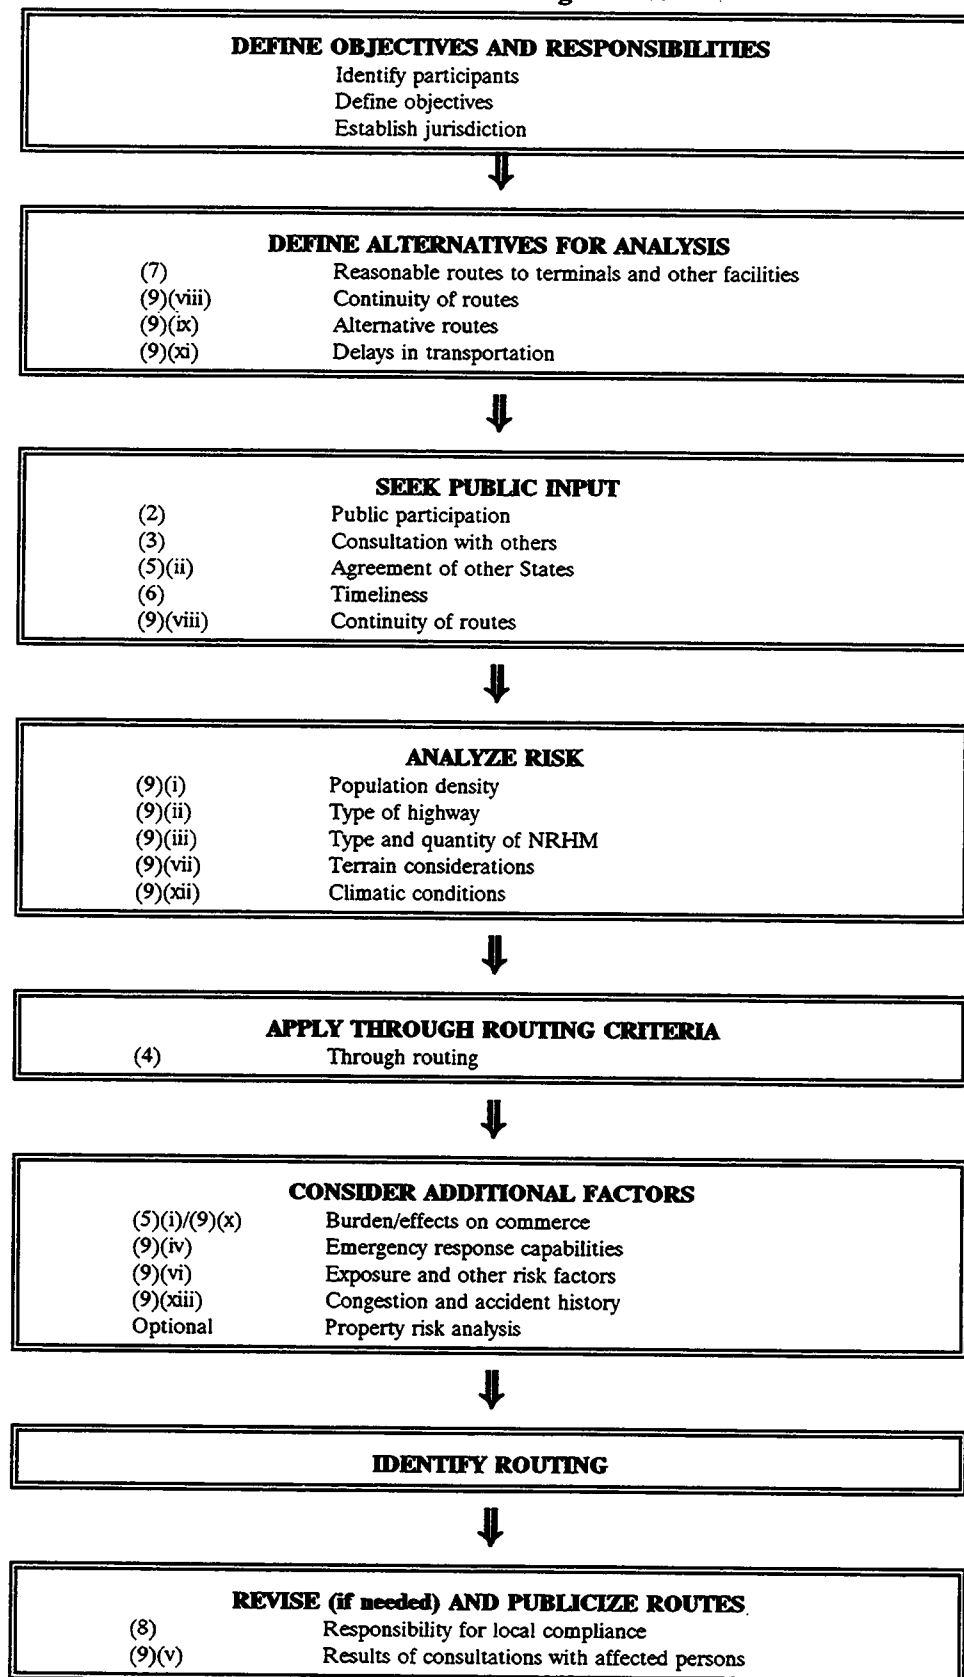 DEFINE OBJECTIVES AND RESPONSIBILITIES
Identify participants
Define objectives
Establish jurisdiction
DEFINE ALTERNATIVES FOR ANALYSIS
(7) Reasonable routes to terminals and other facilities
(9)(viii) Continuity of routes
(9)(ix) Alternative routes
(9)(xi) Delays in transportation
SEEK PUBLIC INPUT
(2) Public participation
(3) Consultation with others
(5)(ii) Agreement of other States
(6) Timeliness
(9)(viii) Continuity of routes
ANALYZE RISK
(9)(i) Population density
(9)(ii) Type of highway
(9)(iii) Type and quantity of NRHM
(9)(vii) Terrain considerations
(9)(xii) Climatic conditions
APPLY THROUGH ROUTING CRITERIA
(4) Through routing
CONSIDER ADDITIONAL FACTORS
(5)(i)/(9)(x) Burden/effects on commerce
(9)(iv) Emergency response capabilities
(9)(vi) Exposure and other risk factors
(9)(xiii) Congestion and accident history
Optional Property risk analysis
IDENTIFY ROUTING
REVISE (if needed) AND PUBLICIZE ROUTES
(8) Responsibility for local compliance
(9)(v) Results of consultations with affected persons